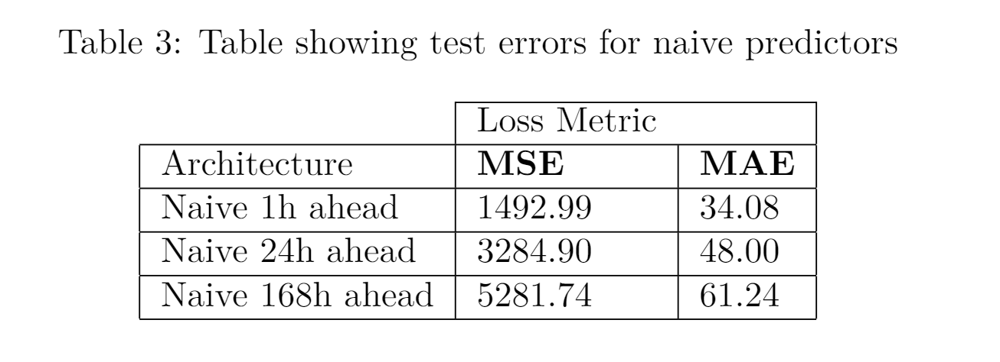 Table 3: Table showing test errors for naive predictors
Loss Metric
Architecture MSE MAE
Naive 1h ahead 1492.99 34.08
Naive 24h ahead 3284.90 48.00
Naive 168h ahead 5281.74 61.24